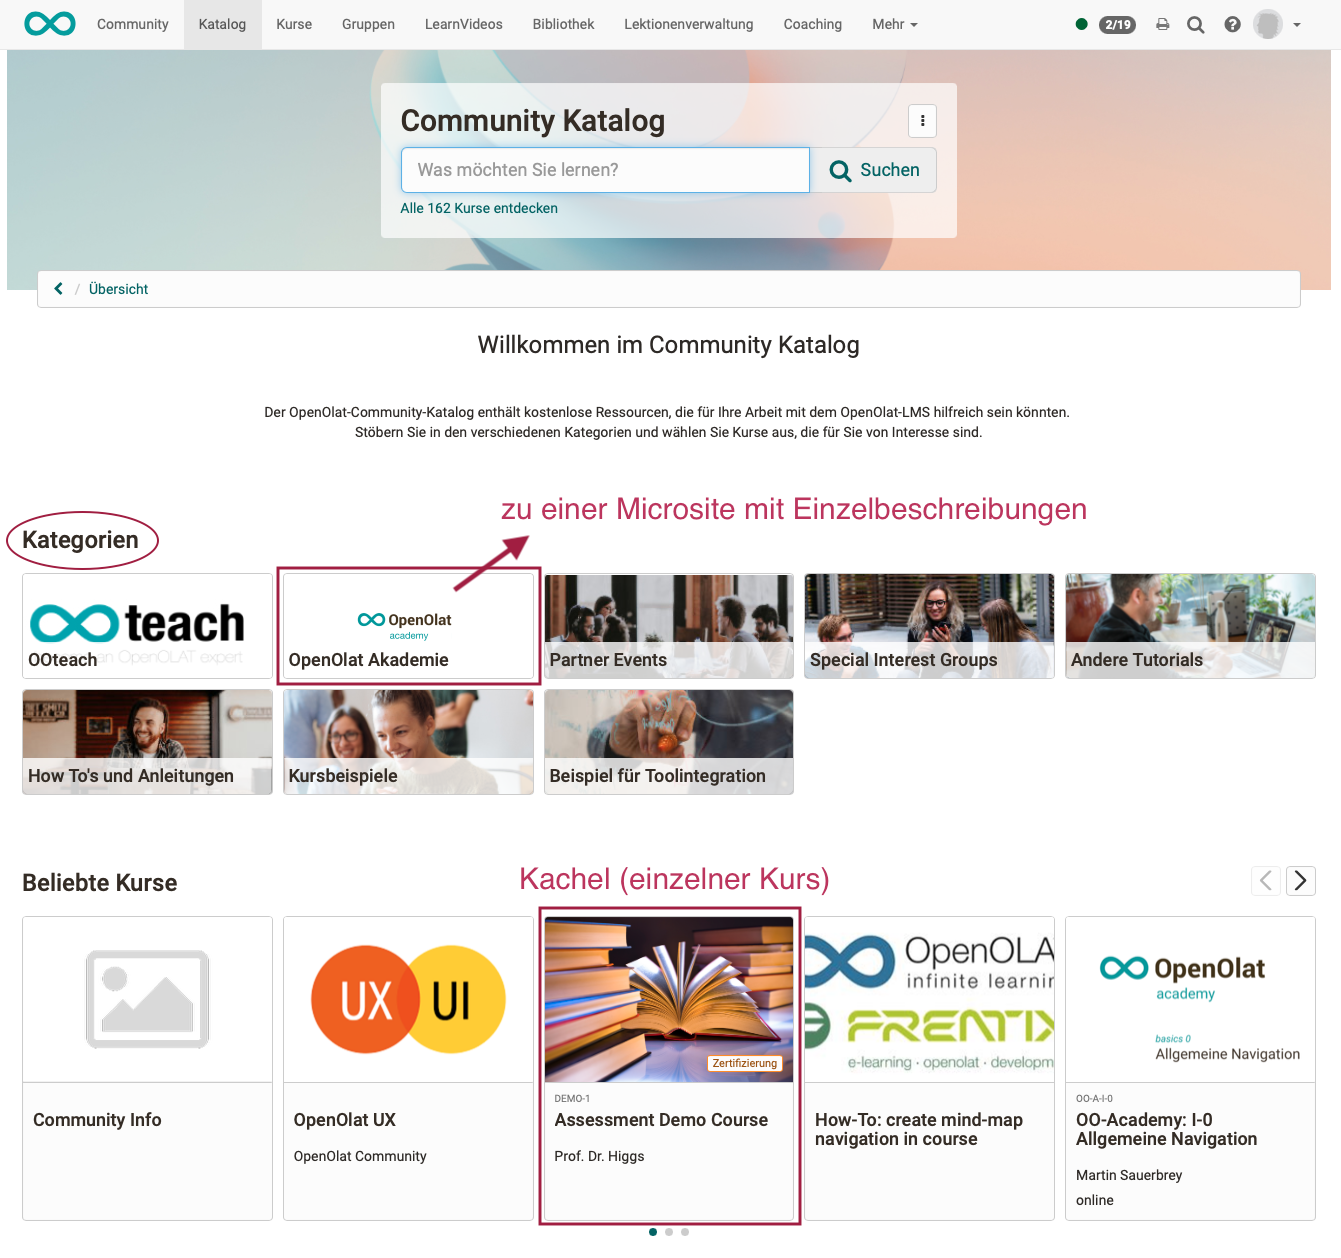 Community Katalog Kurse Gruppen LearnVideos Bibliothek Lektionenverwaltung Coaching Mehr 2/19
Community Katalog
Was möchten Sie lernen? Suchen
Alle 162 Kurse entdecken
/ Übersicht
Willkommen im Community Katalog
Der OpenOlat-Community-Katalog enthält kostenlose Ressourcen, die für Ihre Arbeit mit dem OpenOlat-LMS hilfreich sein könnten.
Stöbern Sie in den verschiedenen Kategorien und wählen Sie Kurse aus, die für Sie von Interesse sind.
zu einer Microsite mit Einzelbeschreibungen
Kategorien
teach
an OpenOLAT expert
OOteach
OpenOlat
academy
OpenOlat Akademie
Partner Events
Special Interest Groups
Andere Tutorials
How To's und Anleitungen
Kursbeispiele
Beispiel für Toolintegration
Kachel (einzelner Kurs)
Beliebte Kurse
Community Info
UX UI
OpenOlat UX
OpenOlat Community
Zertifizierung
DEMO-1
Assessment Demo Course
Prof. Dr. Higgs
OpenOLA
infinite learnin
FRENTIX
e-learning · openolat · developm
How-To: create mind-map
navigation in course
OpenOlat
academy
basics 0
Allgemeine Navigation
OO-A-I-0
OO-Academy: I-0
Allgemeine Navigation
Martin Sauerbrey
online